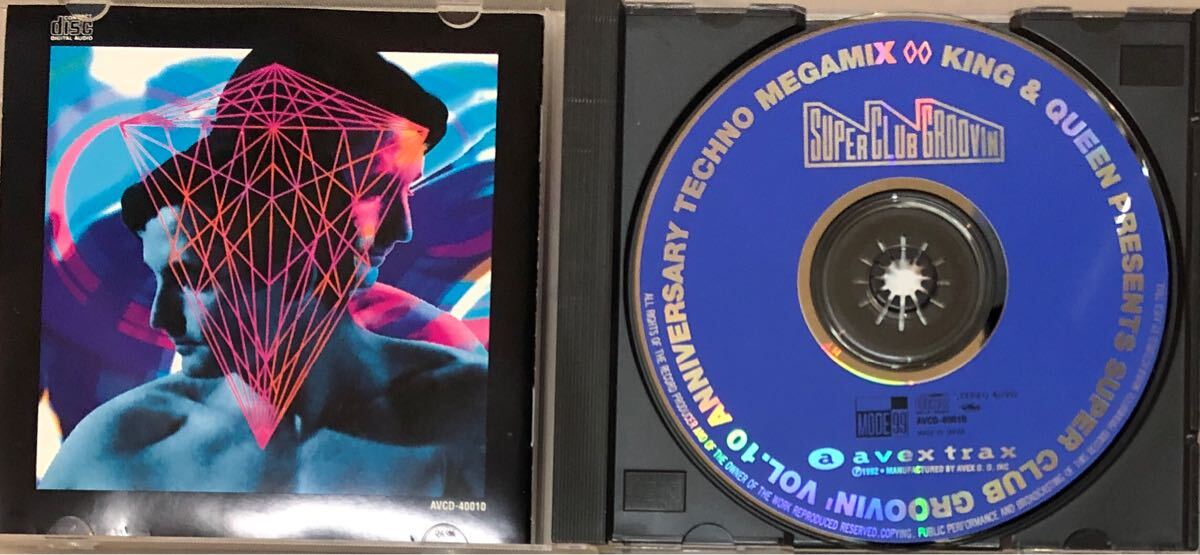 COMPACT
disc
DIGITAL AUDIO
AVCD-40010
KING & QUEEN PRESENTS SUPER CLUB GROOVIN' VOL.10 ANNIVERSARY TECHNO MEGAMIX
SUPER CLUB GROOVIN
MODE 99
AVCD-40010
MADE IN JAPAN
a avex trax
Ⓟ1992 • MANUFACTURED BY AVEX D. D. INC
ALL RIGHTS OF THE RECORD PRODUCER AND OF THE OWNER OF THE WORK REPRODUCED RESERVED. COPYING, PUBLIC PERFORMANCE AND BROADCASTING OF THIS RECORD PROHIBITED